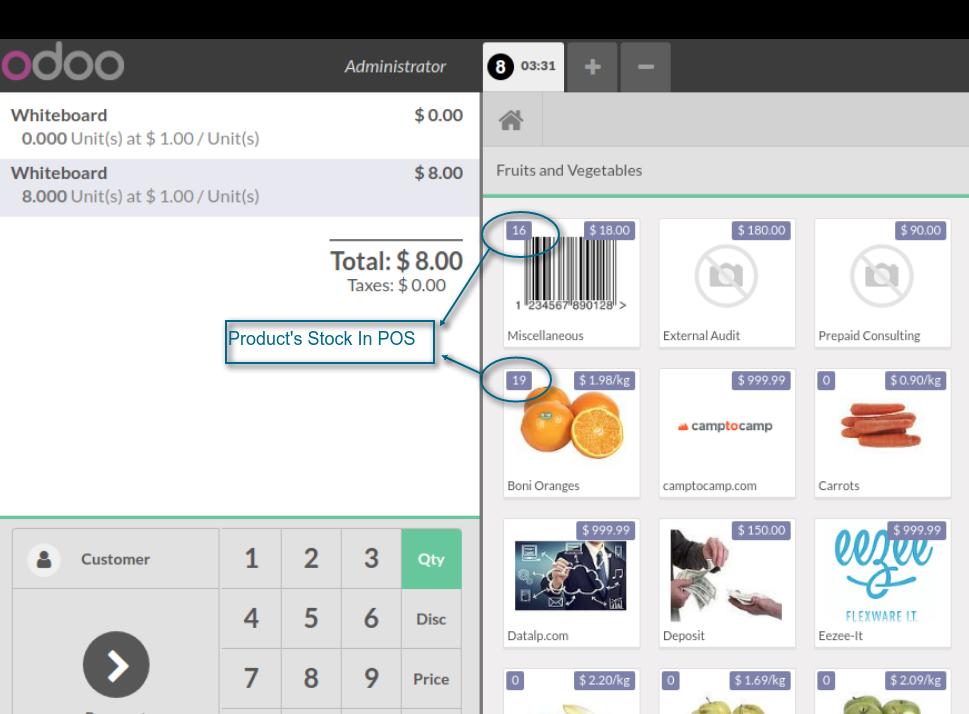 odoo
Administrator
8 03:31 + −
Whiteboard $ 0.00
0.000 Unit(s) at $ 1.00 / Unit(s)
Whiteboard $ 8.00
8.000 Unit(s) at $ 1.00 / Unit(s)
Total: $ 8.00
Taxes: $ 0.00
Product's Stock In POS
Fruits and Vegetables
16 $ 18.00
1 234567 890128 >
Miscellaneous
$ 180.00
External Audit
$ 90.00
Prepaid Consulting
19 $ 1.98/kg
Boni Oranges
$ 999.99
camptocamp
camptocamp.com
0 $ 0.90/kg
Carrots
$ 999.99
Datalp.com
$ 150.00
Deposit
$ 999.99
eezee
FLEXWARE I.T.
Eezee-It
0 $ 2.20/kg
0 $ 1.69/kg
0 $ 2.09/kg
Customer
1 2 3 Qty
4 5 6 Disc
7 8 9 Price